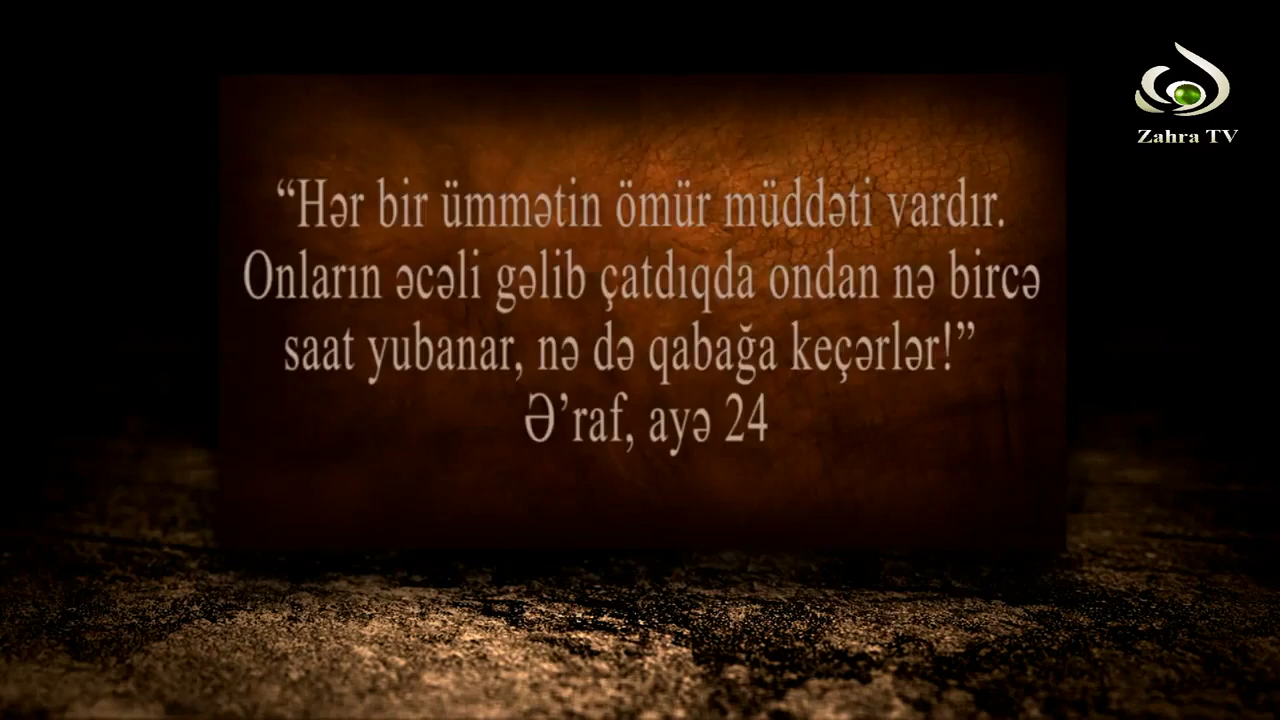 Zahra TV
“Hər bir ümmətin ömür müddəti vardır.
Onların əcəli gəlib çatdıqda ondan nə bircə
saat yubanar, nə də qabağa keçərlər!”
Ə’raf, ayə 24